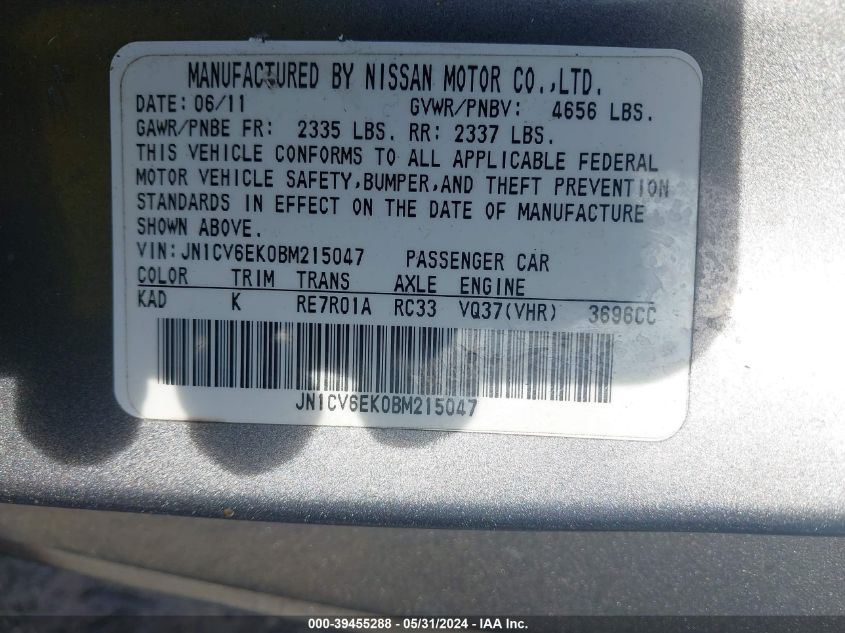 MANUFACTURED BY NISSAN MOTOR CO.,LTD.
DATE: 06/11 GVWR/PNBV: 4656 LBS.
GAWR/PNBE FR: 2335 LBS. RR: 2337 LBS.
THIS VEHICLE CONFORMS TO ALL APPLICABLE FEDERAL
MOTOR VEHICLE SAFETY,BUMPER,AND THEFT PREVENTION
STANDARDS IN EFFECT ON THE DATE OF MANUFACTURE
SHOWN ABOVE.
VIN:JN1CV6EK0BM215047 PASSENGER CAR
COLOR TRIM TRANS AXLE ENGINE
KAD K RE7R01A RC33 VQ37(VHR) 3696CC
JN1CV6EK0BM215047
000-39455288 - 05/31/2024 - IAA Inc.